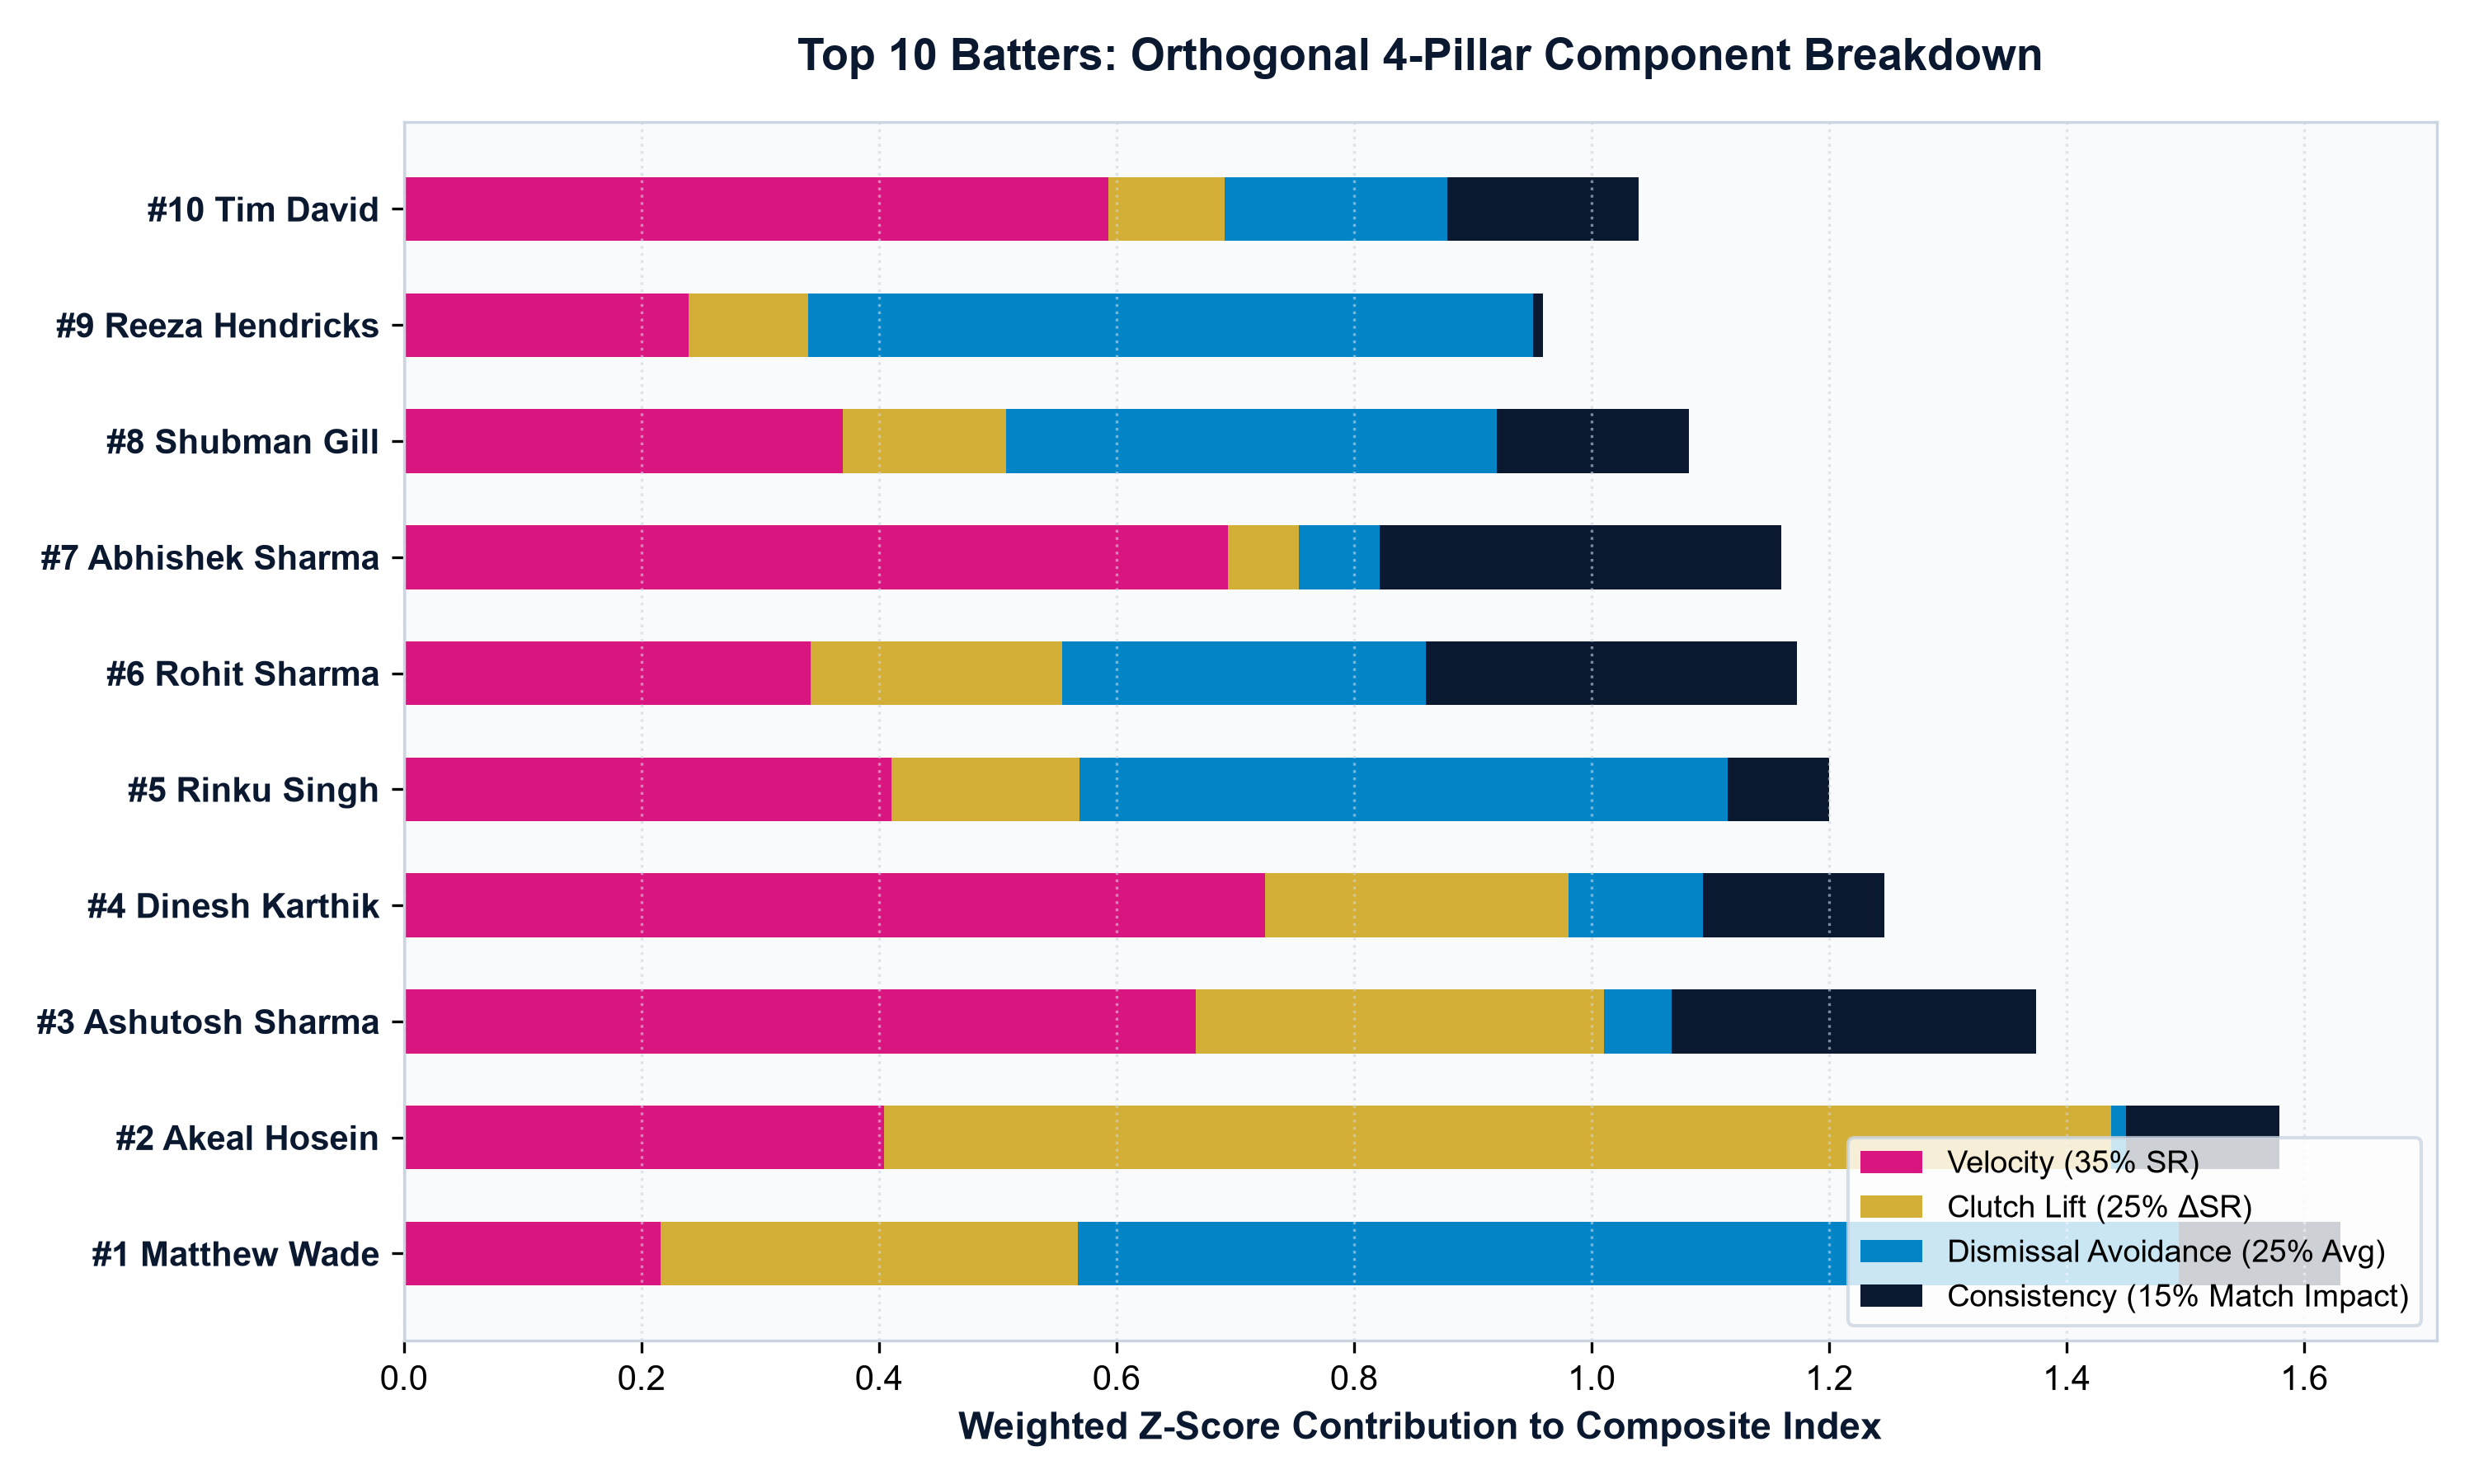 Top 10 Batters: Orthogonal 4-Pillar Component Breakdown
#10 Tim David
#9 Reeza Hendricks
#8 Shubman Gill
#7 Abhishek Sharma
#6 Rohit Sharma
#5 Rinku Singh
#4 Dinesh Karthik
#3 Ashutosh Sharma
#2 Akeal Hosein
#1 Matthew Wade
Velocity (35% SR)
Clutch Lift (25% ΔSR)
Dismissal Avoidance (25% Avg)
Consistency (15% Match Impact)
0.0 0.2 0.4 0.6 0.8 1.0 1.2 1.4 1.6
Weighted Z-Score Contribution to Composite Index